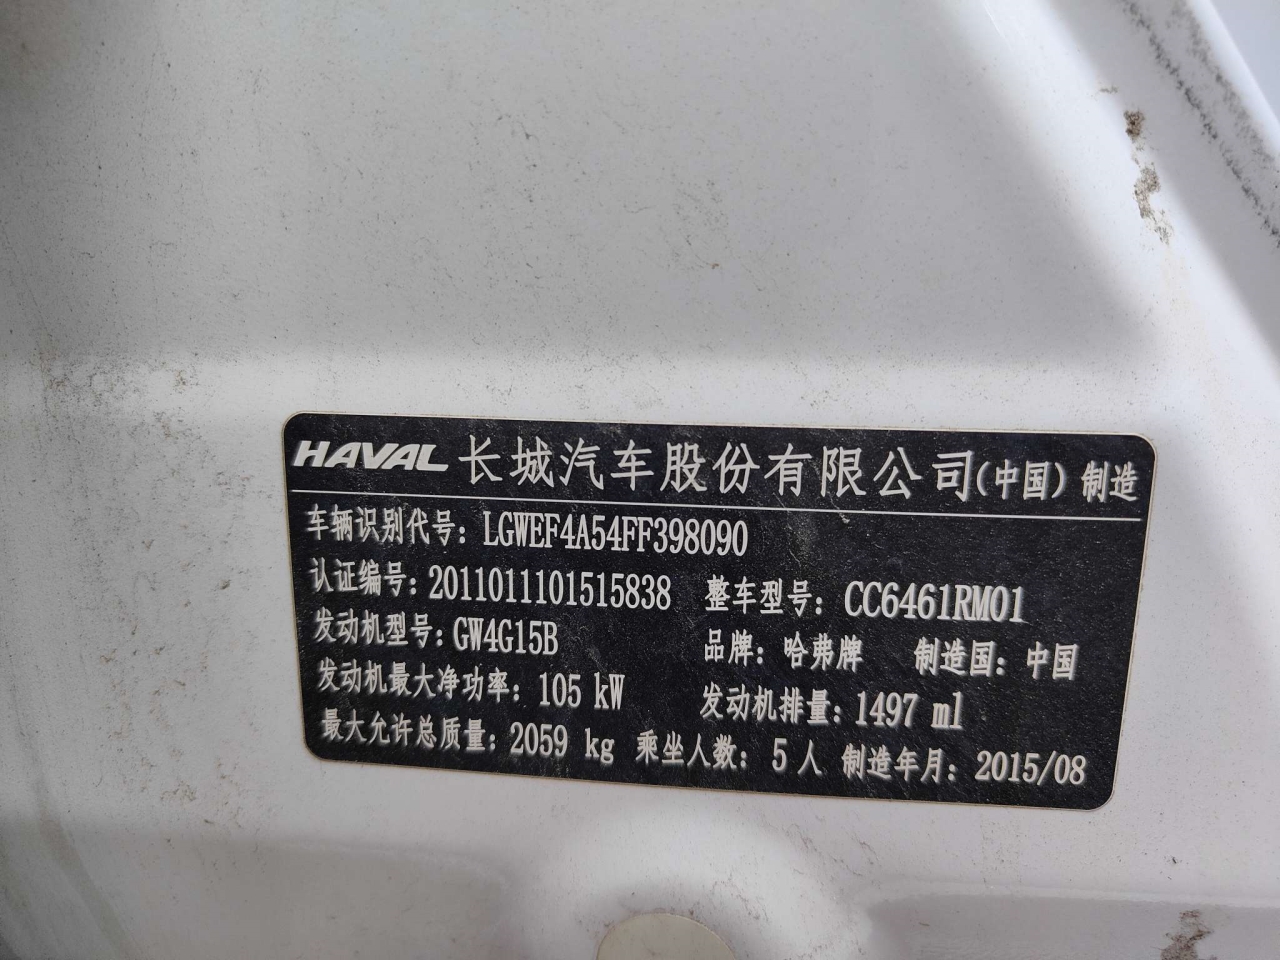 HAVAL 长城汽车股份有限公司(中国)制造
车辆识别代号：LGWEF4A54FF398090
认证编号：2011011101515838 整车型号：CC6461RM01
发动机型号：GW4G15B 品牌：哈弗牌 制造国：中国
发动机最大净功率：105 kW 发动机排量：1497 ml
最大允许总质量：2059 kg 乘坐人数：5人 制造年月：2015/08